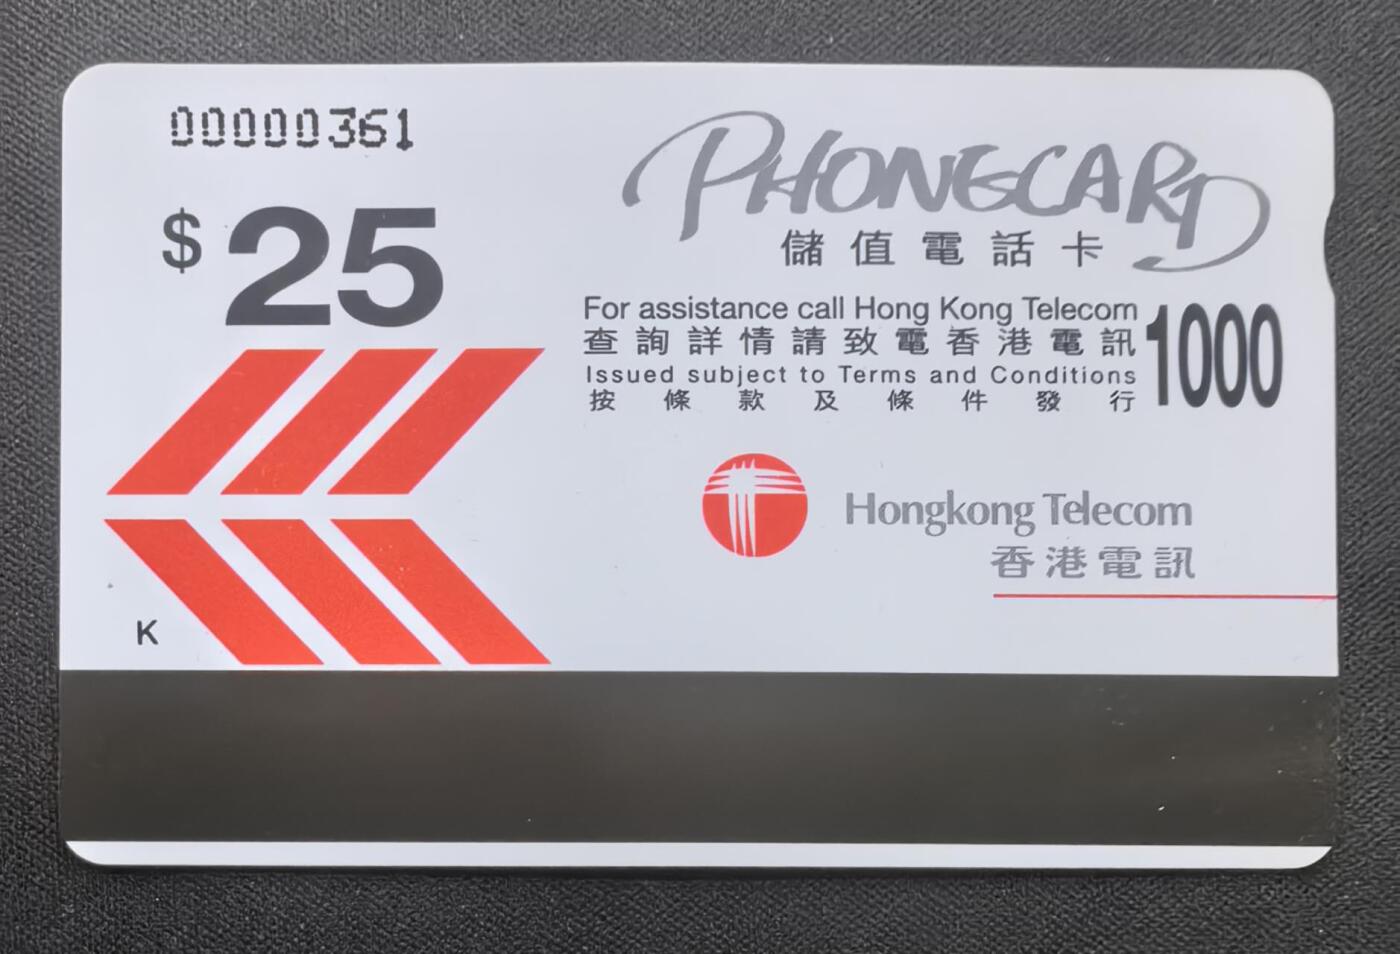 00000361
$25
PHONECARD
儲值電話卡
For assistance call Hong Kong Telecom
查詢詳情請致電香港電訊
1000
Issued subject to Terms and Conditions
按條款及條件發行
Hongkong Telecom
香港電訊
K